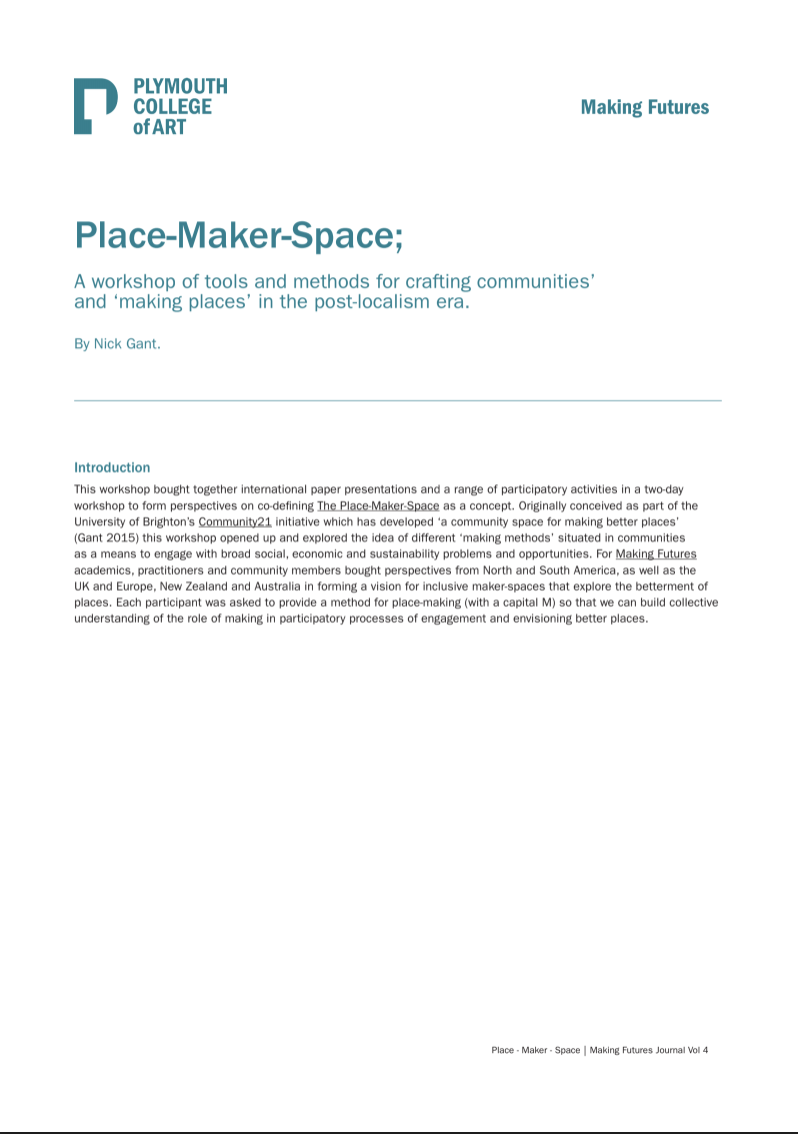 PLYMOUTH
COLLEGE
of ART
Making Futures
Place-Maker-Space;
A workshop of tools and methods for crafting communities’
and ‘making places’ in the post-localism era.
By Nick Gant.
Introduction
This workshop bought together international paper presentations and a range of participatory activities in a two-day
workshop to form perspectives on co-defining The Place-Maker-Space as a concept. Originally conceived as part of the
University of Brighton’s Community21 initiative which has developed ‘a community space for making better places’
(Gant 2015) this workshop opened up and explored the idea of different ‘making methods’ situated in communities
as a means to engage with broad social, economic and sustainability problems and opportunities. For Making Futures
academics, practitioners and community members bought perspectives from North and South America, as well as the
UK and Europe, New Zealand and Australia in forming a vision for inclusive maker-spaces that explore the betterment of
places. Each participant was asked to provide a method for place-making (with a capital M) so that we can build collective
understanding of the role of making in participatory processes of engagement and envisioning better places.
Place - Maker - Space | Making Futures Journal Vol 4